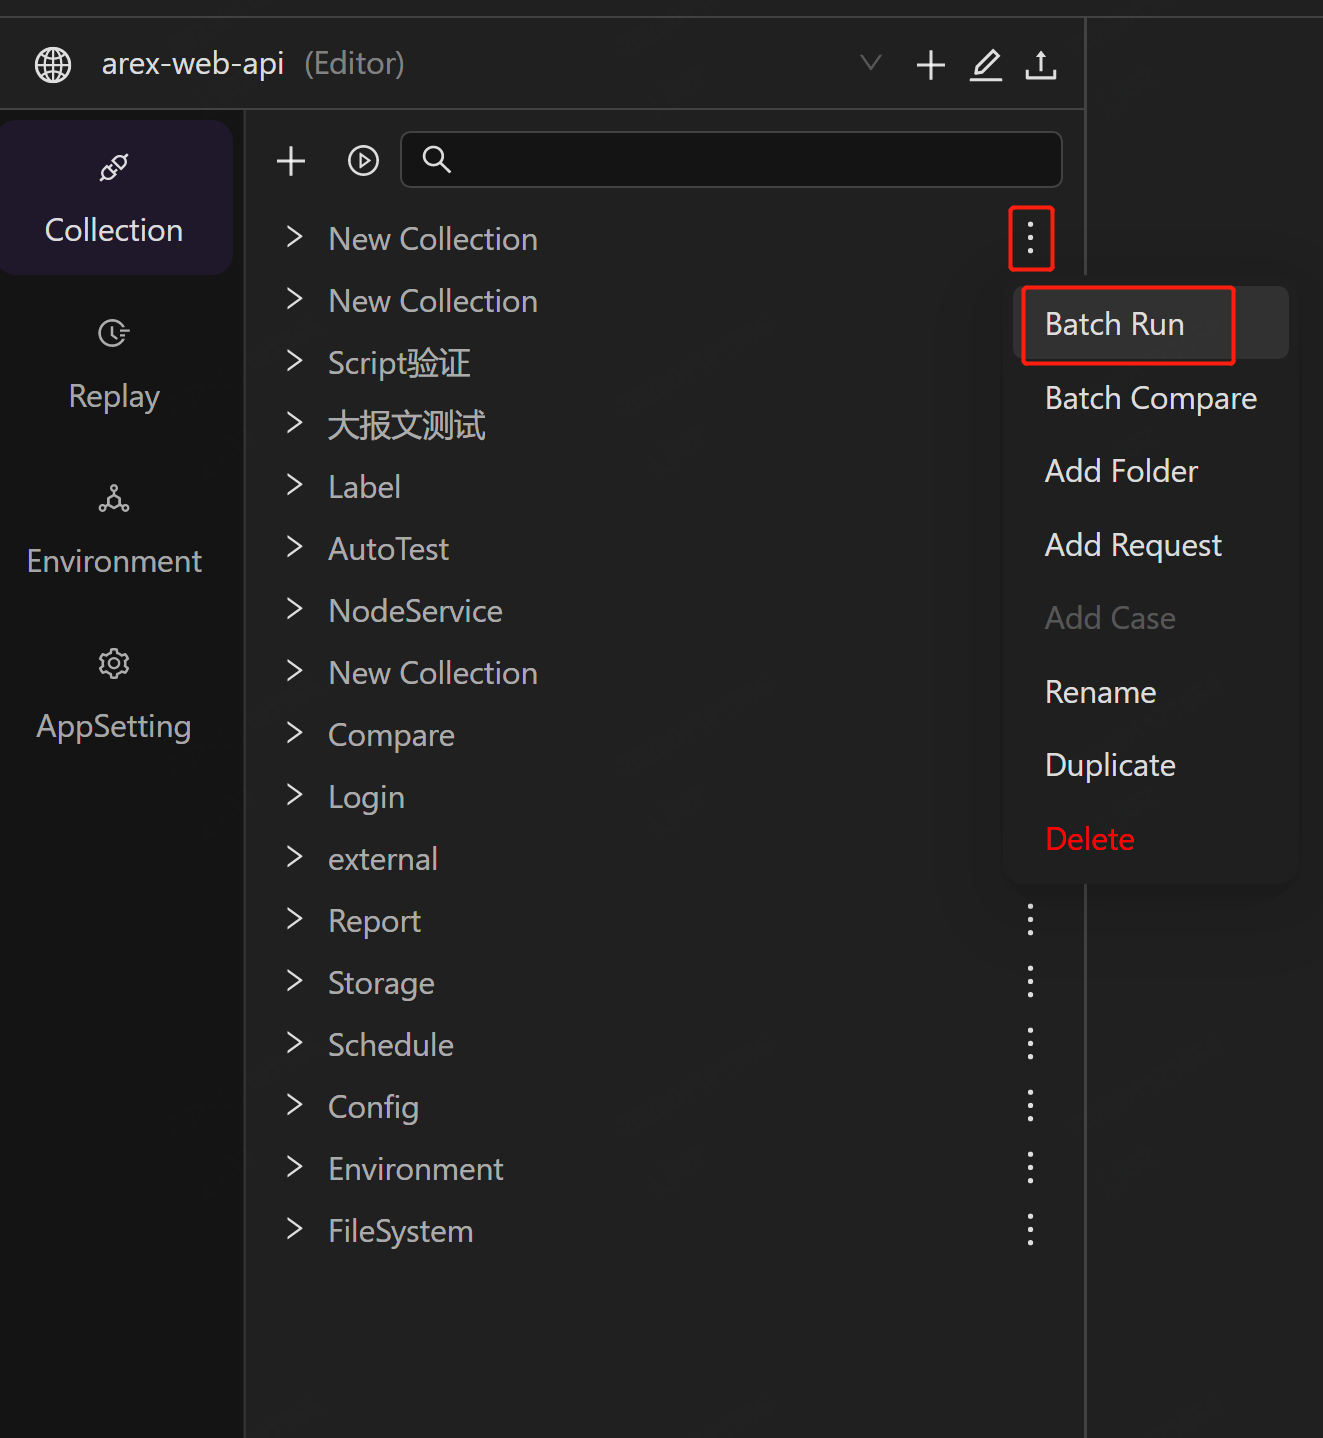 arex-web-api (Editor)
Collection
Replay
Environment
AppSetting
New Collection
New Collection
Script验证
大报文测试
Label
AutoTest
NodeService
New Collection
Compare
Login
external
Report
Storage
Schedule
Config
Environment
FileSystem
Batch Run
Batch Compare
Add Folder
Add Request
Add Case
Rename
Duplicate
Delete